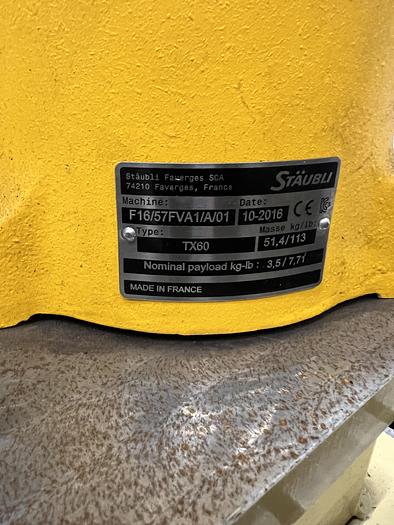 Stäubli Faverges SCA
74210 Faverges, France
STÄUBLI
Machine: Date:
F16/57FVA1/A/01 10-2016 CE
Type: Masse kg/lb:
TX60 51,4/113
Nominal payload kg-lb : 3,5 / 7,71
MADE IN FRANCE